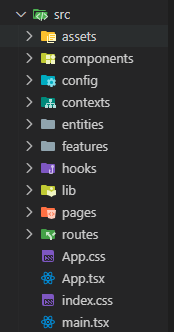 src
assets
components
config
contexts
entities
features
hooks
lib
pages
routes
App.css
App.tsx
index.css
main.tsx